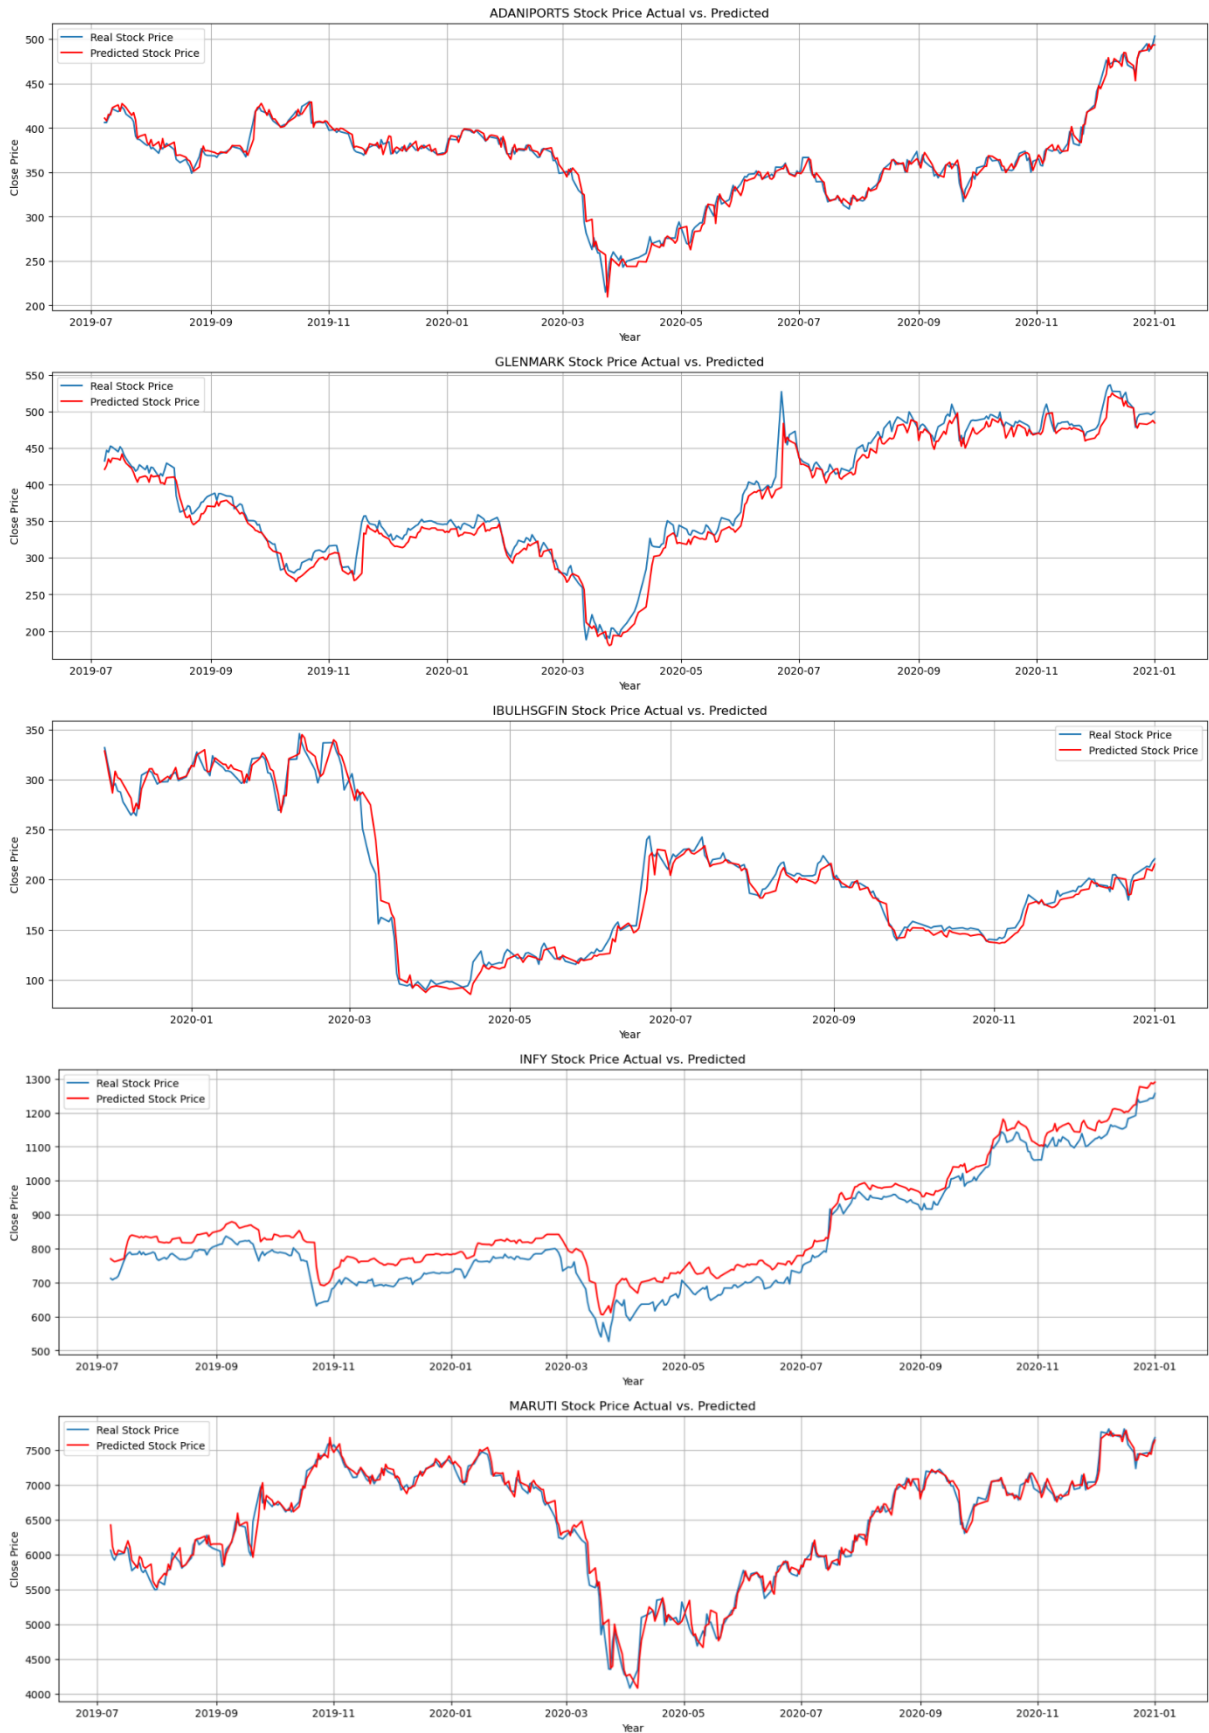 ADANIPORTS Stock Price Actual vs. Predicted
Real Stock Price
Predicted Stock Price
500
450
400
350
300
250
200
Close Price
2019-07 2019-09 2019-11 2020-01 2020-03 2020-05 2020-07 2020-09 2020-11 2021-01
Year
GLENMARK Stock Price Actual vs. Predicted
Real Stock Price
Predicted Stock Price
550
500
450
400
350
300
250
200
Close Price
2019-07 2019-09 2019-11 2020-01 2020-03 2020-05 2020-07 2020-09 2020-11 2021-01
Year
IBULHSGFIN Stock Price Actual vs. Predicted
Real Stock Price
Predicted Stock Price
350
300
250
200
150
100
Close Price
2020-01 2020-03 2020-05 2020-07 2020-09 2020-11 2021-01
Year
INFY Stock Price Actual vs. Predicted
Real Stock Price
Predicted Stock Price
1300
1200
1100
1000
900
800
700
600
500
Close Price
2019-07 2019-09 2019-11 2020-01 2020-03 2020-05 2020-07 2020-09 2020-11 2021-01
Year
MARUTI Stock Price Actual vs. Predicted
Real Stock Price
Predicted Stock Price
7500
7000
6500
6000
5500
5000
4500
4000
Close Price
2019-07 2019-09 2019-11 2020-01 2020-03 2020-05 2020-07 2020-09 2020-11 2021-01
Year